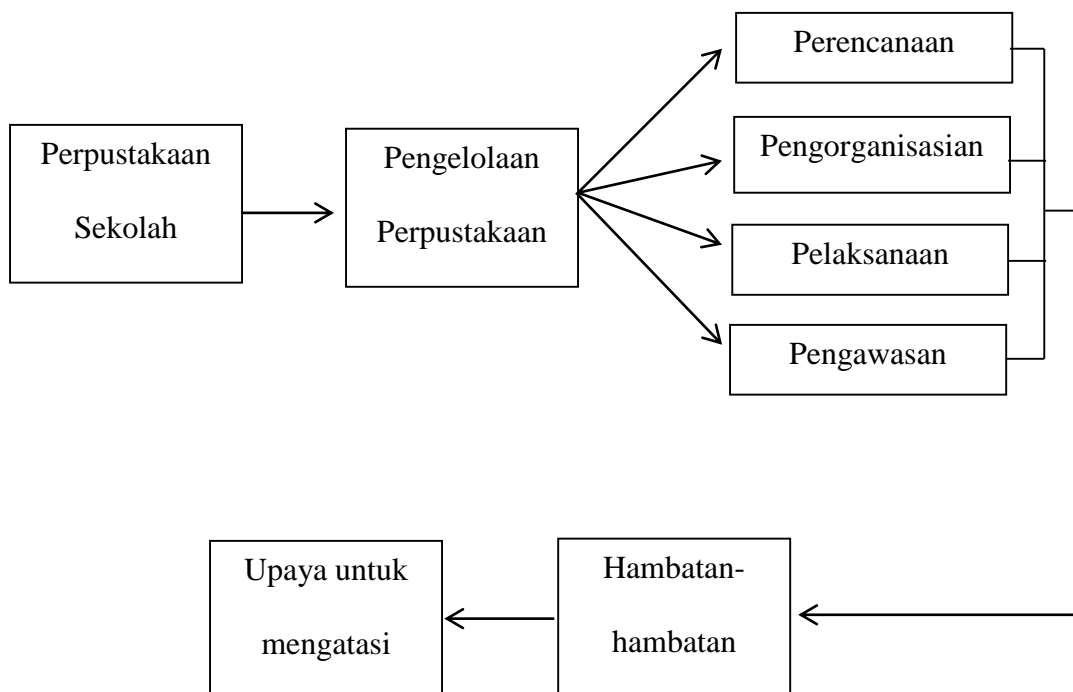 Perpustakaan
Sekolah
Pengelolaan
Perpustakaan
Perencanaan
Pengorganisasian
Pelaksanaan
Pengawasan
Hambatan-
hambatan
Upaya untuk
mengatasi